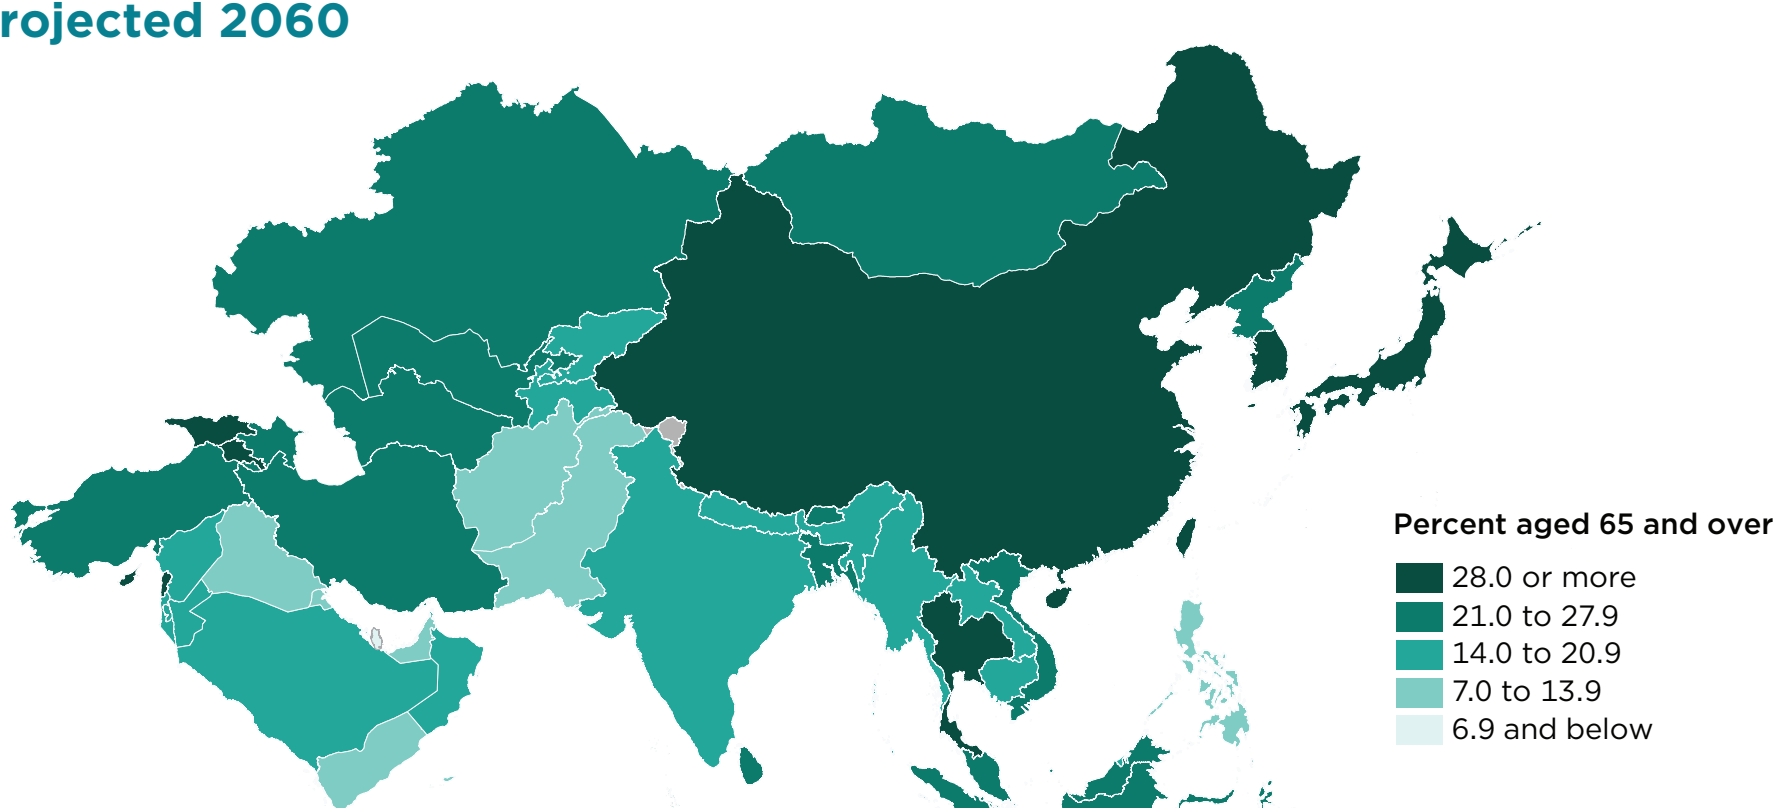 rojected 2060
Percent aged 65 and over
28.0 or more
21.0 to 27.9
14.0 to 20.9
7.0 to 13.9
6.9 and below